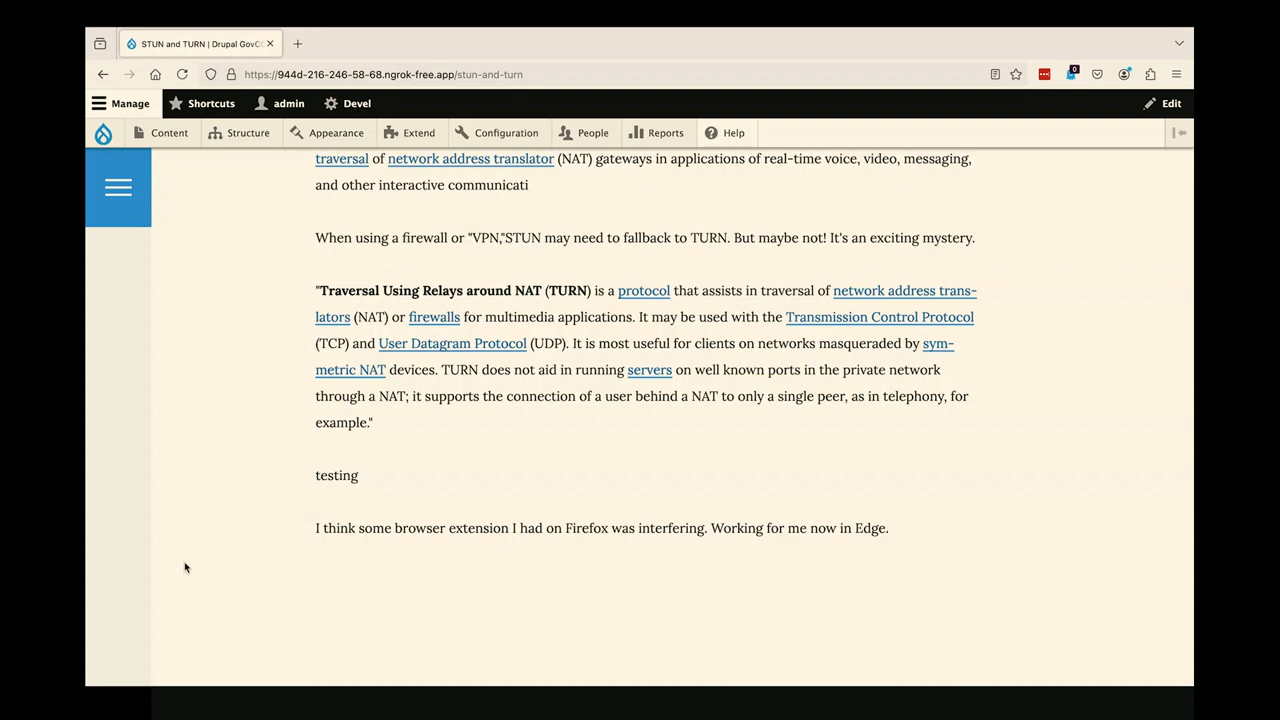 STUN and TURN | Drupal GovC
https://944d-216-246-58-68.ngrok-free.app/stun-and-turn
0
Manage Shortcuts admin Devel Edit
Content Structure Appearance Extend Configuration People Reports Help
traversal of network address translator (NAT) gateways in applications of real-time voice, video, messaging,
and other interactive communicati
When using a firewall or "VPN,"STUN may need to fallback to TURN. But maybe not! It's an exciting mystery.
"Traversal Using Relays around NAT (TURN) is a protocol that assists in traversal of network address trans-
lators (NAT) or firewalls for multimedia applications. It may be used with the Transmission Control Protocol
(TCP) and User Datagram Protocol (UDP). It is most useful for clients on networks masqueraded by sym-
metric NAT devices. TURN does not aid in running servers on well known ports in the private network
through a NAT; it supports the connection of a user behind a NAT to only a single peer, as in telephony, for
example."
testing
I think some browser extension I had on Firefox was interfering. Working for me now in Edge.